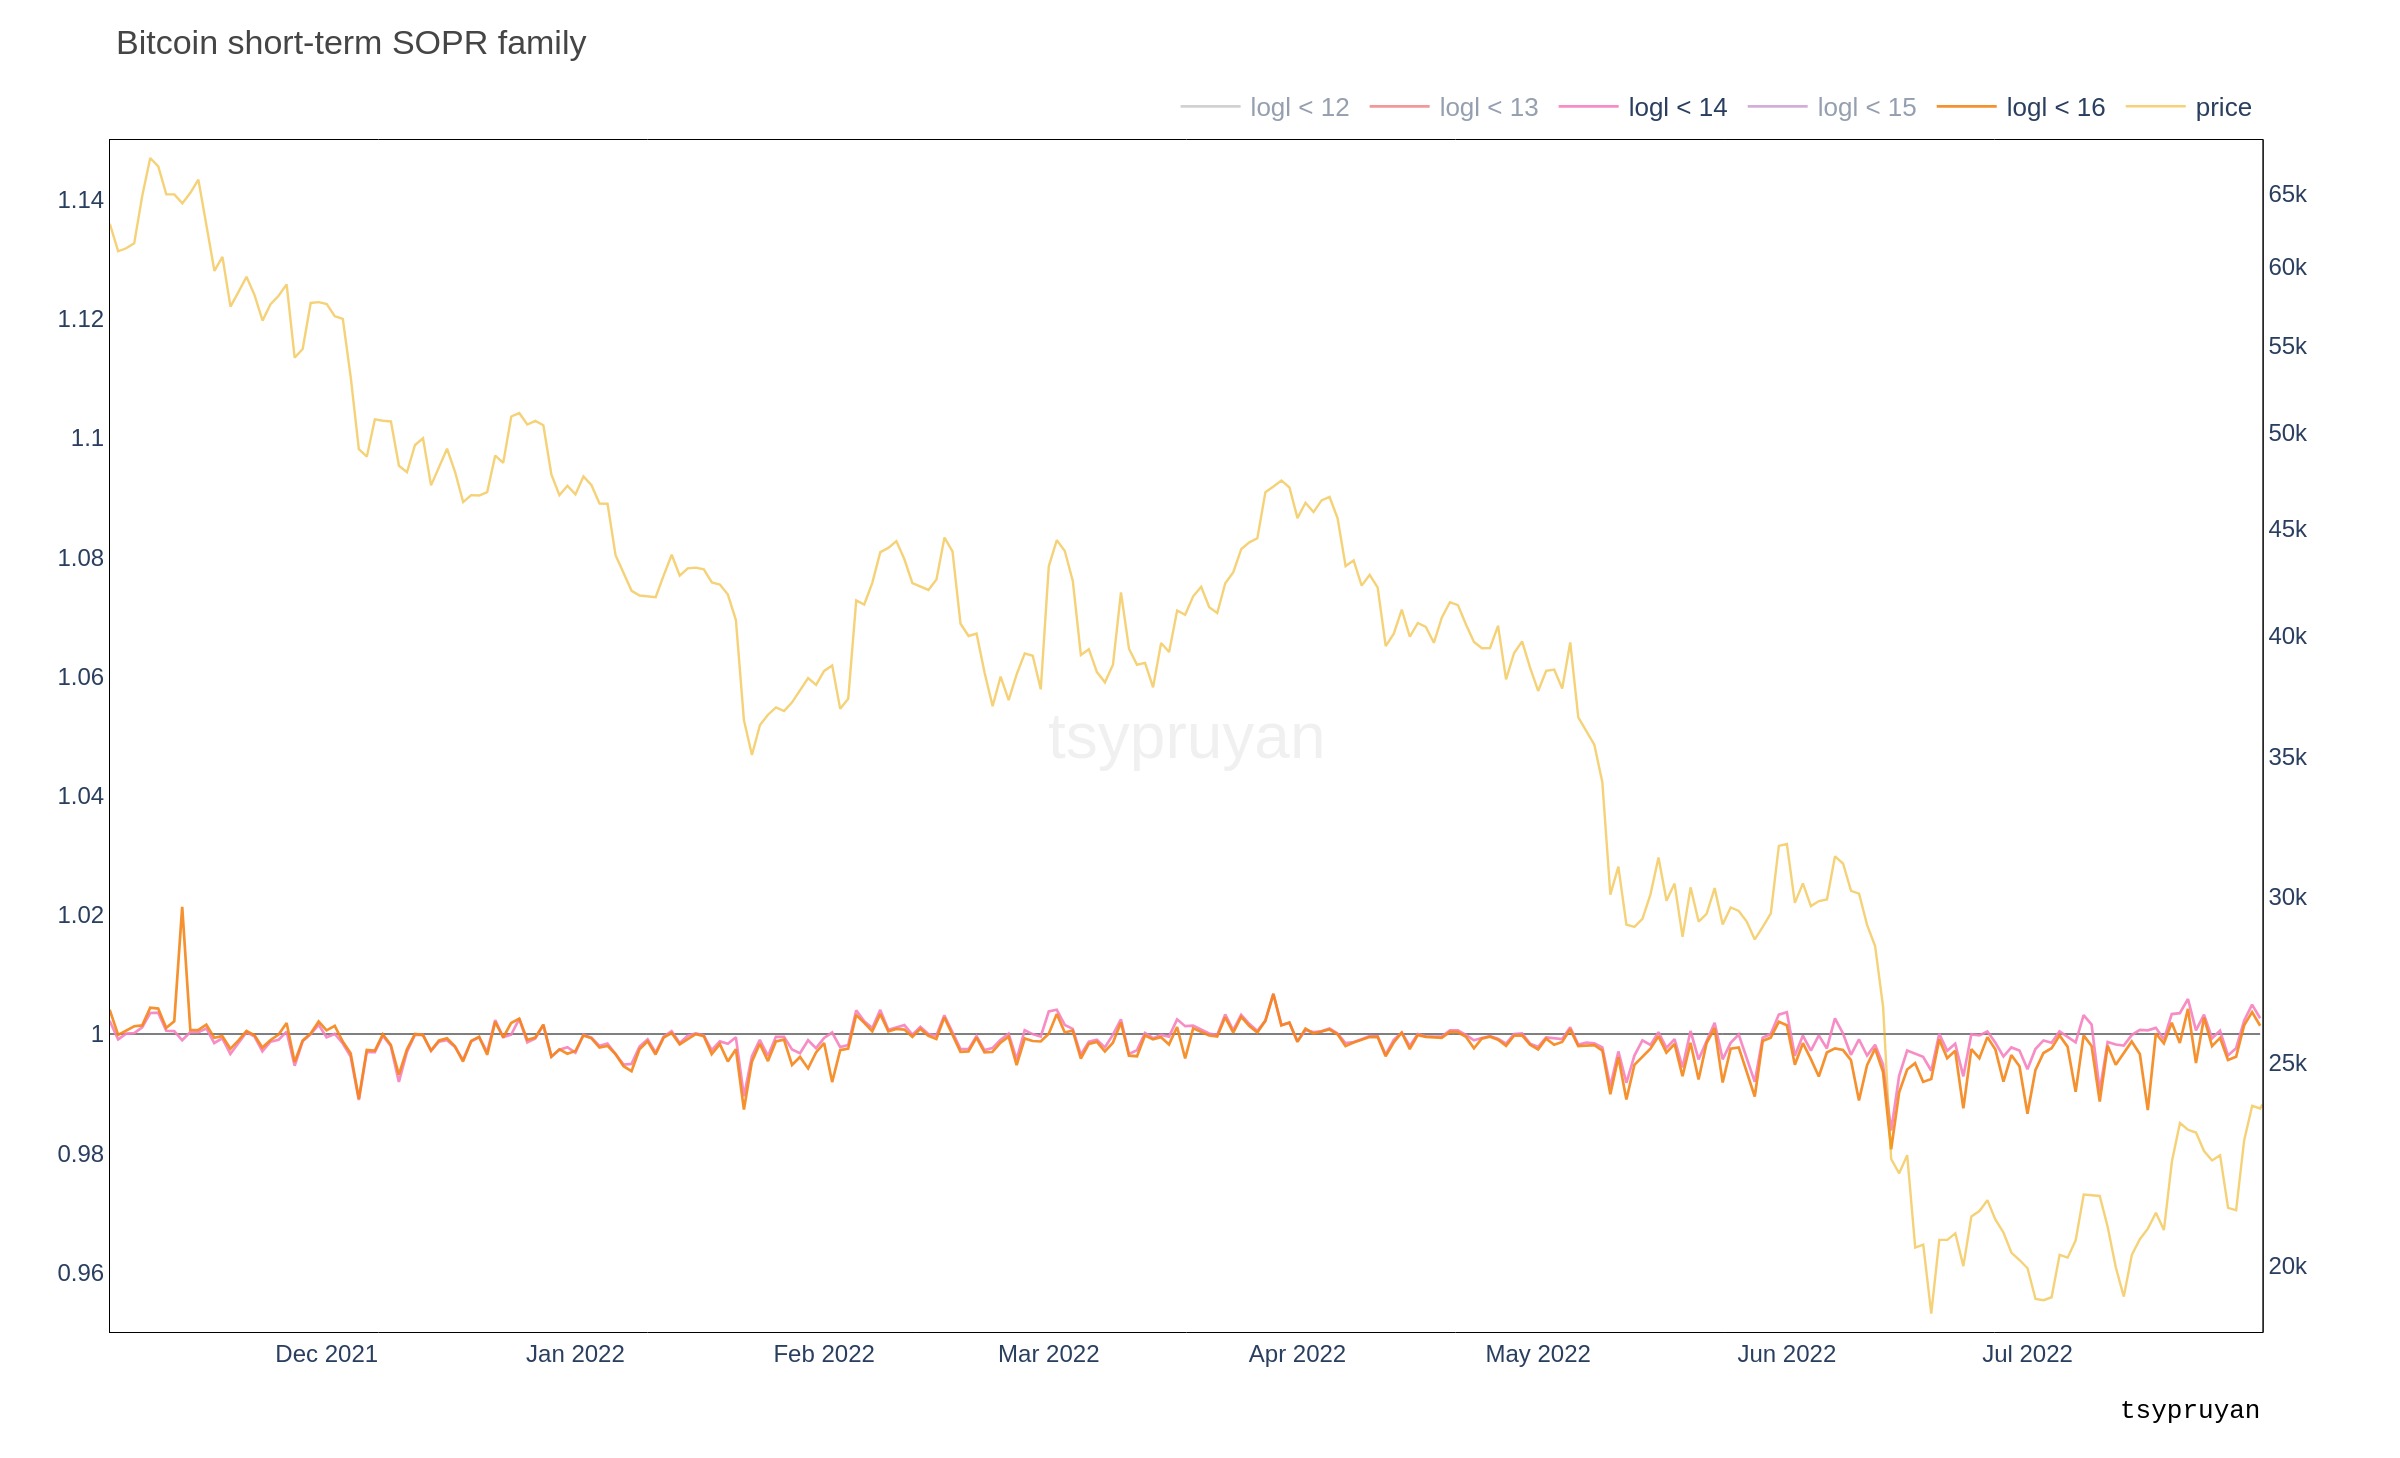 Bitcoin short-term SOPR family
logl < 12 logl < 13 logl < 14 logl < 15 logl < 16 price
1.14 65k
60k
1.12
55k
1.1 50k
45k
1.08
40k
1.06
tsypruyan
35k
1.04
1.02 30k
1
25k
0.98
0.96 20k
Dec 2021 Jan 2022 Feb 2022 Mar 2022 Apr 2022 May 2022 Jun 2022 Jul 2022
tsypruyan